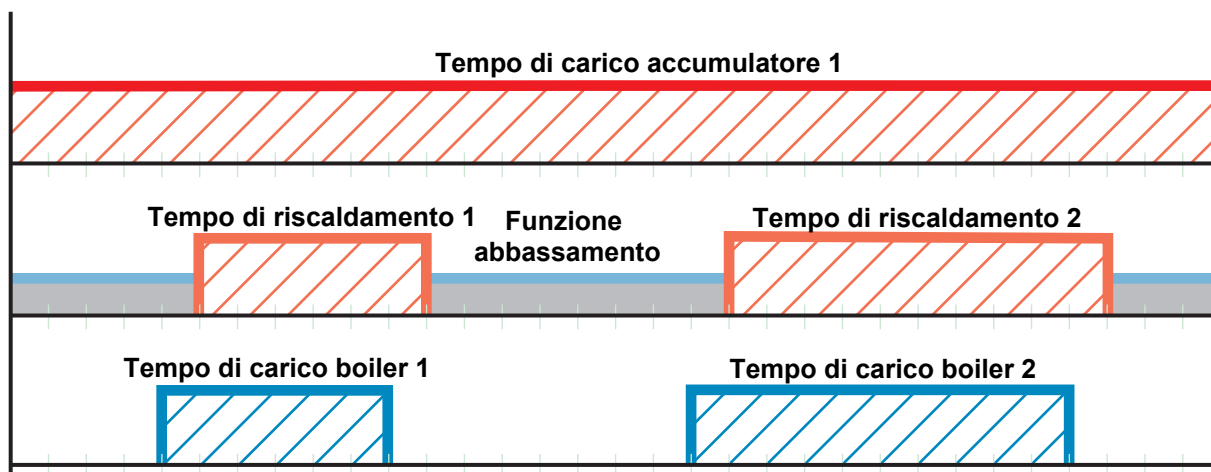 Tempo di carico accumulatore 1
Tempo di riscaldamento 1
Funzione
abbassamento
Tempo di riscaldamento 2
Tempo di carico boiler 1
Tempo di carico boiler 2